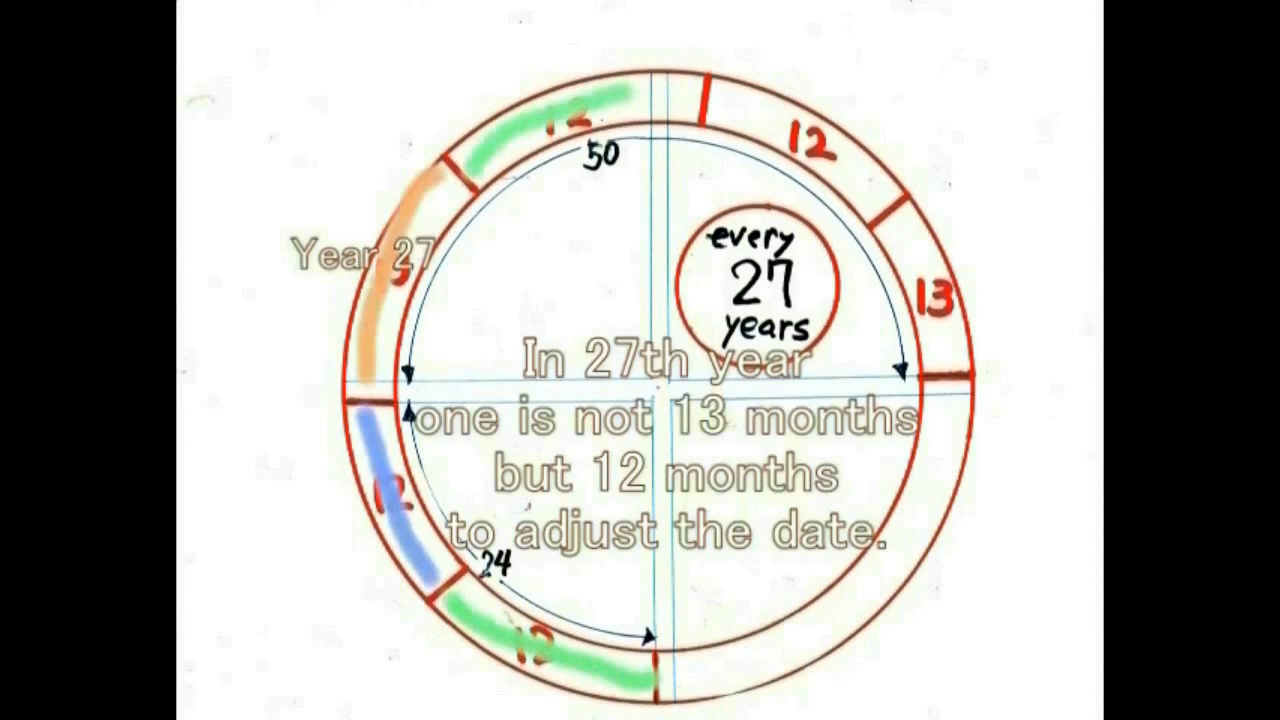 12
12
50
13
every
27
years
Year 27
In 27th year
one is not 13 months
but 12 months
to adjust the date.
12
24